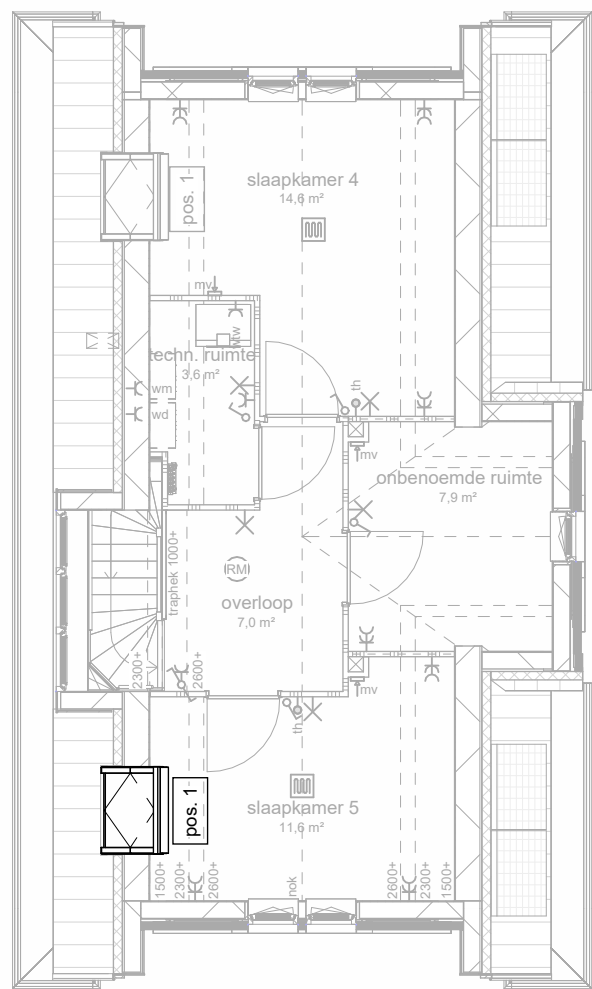 slaapkamer 4
14,6 m²
pos. 1
mv
wtw
techn. ruimte
3,6 m²
wm
wd
th
mv
onbenoemde ruimte
7,9 m²
traphek 1000+
RM
overloop
7,0 m²
2300+
2600+
mv
th
slaapkamer 5
11,6 m²
pos. 1
1500+
2300+
2600+
nok
2600+
2300+
1500+